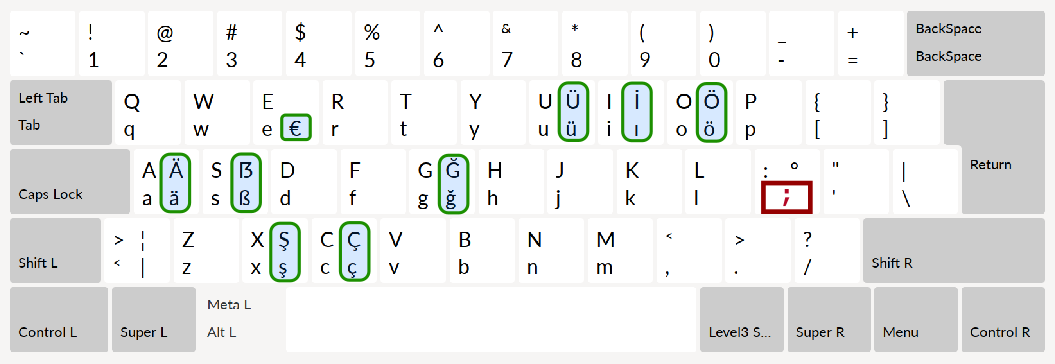 ~ ! @ # $ % ^ & * ( ) _ + BackSpace
` 1 2 3 4 5 6 7 8 9 0 - = BackSpace
Left Tab Q W E R T Y U Ü I İ O Ö P { }
Tab q w e € r t y u ü i ı o ö p [ ]
A Ä S ẞ D F G Ğ H J K L : ° " | Return
Caps Lock a ä s ß d f g ğ h j k l ; ' \
> ¦ Z X Ş C Ç V B N M < > ?
Shift L < | z x ş c ç v b n m , . / Shift R
Meta L
Control L Super L Alt L Level3 S... Super R Menu Control R